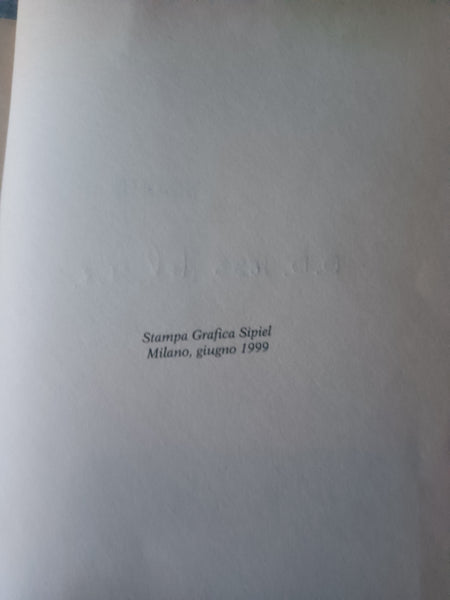 Stampa Grafica Sipiel
Milano, giugno 1999